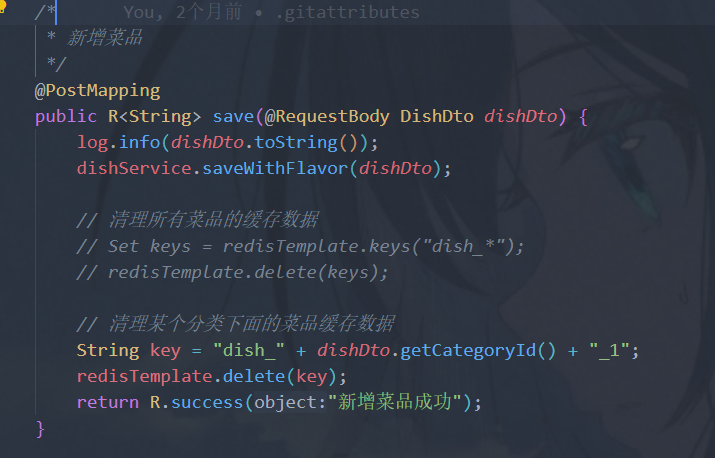 /*    You, 2个月前 • .gitattributes
* 新增菜品
*/
@PostMapping
public R<String> save(@RequestBody DishDto dishDto) {
log.info(dishDto.toString());
dishService.saveWithFlavor(dishDto);
// 清理所有菜品的缓存数据
// Set keys = redisTemplate.keys("dish_*");
// redisTemplate.delete(keys);
// 清理某个分类下面的菜品缓存数据
String key = "dish_" + dishDto.getCategoryId() + "_1";
redisTemplate.delete(key);
return R.success(object:"新增菜品成功");
}